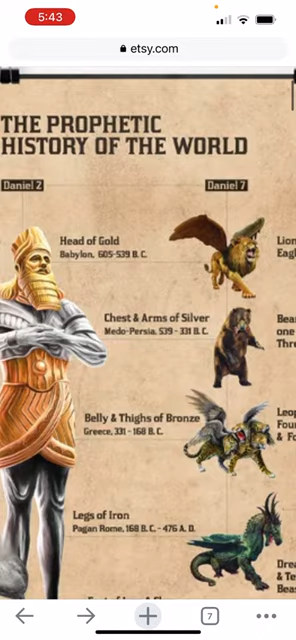 5:43
etsy.com
THE PROPHETIC
HISTORY OF THE WORLD
Daniel 2
Daniel 7
Head of Gold
Babylon, 605-539 B.C.
Lion
Eagl
Chest & Arms of Silver
Medo-Persia, 539 - 331 B.C.
Bea
one
Thre
Belly & Thighs of Bronze
Greece, 331 - 168 B.C.
Leop
Four
& Fo
Legs of Iron
Pagan Rome, 168 B.C. - 476 A.D.
Drea
& Te
Beas
7